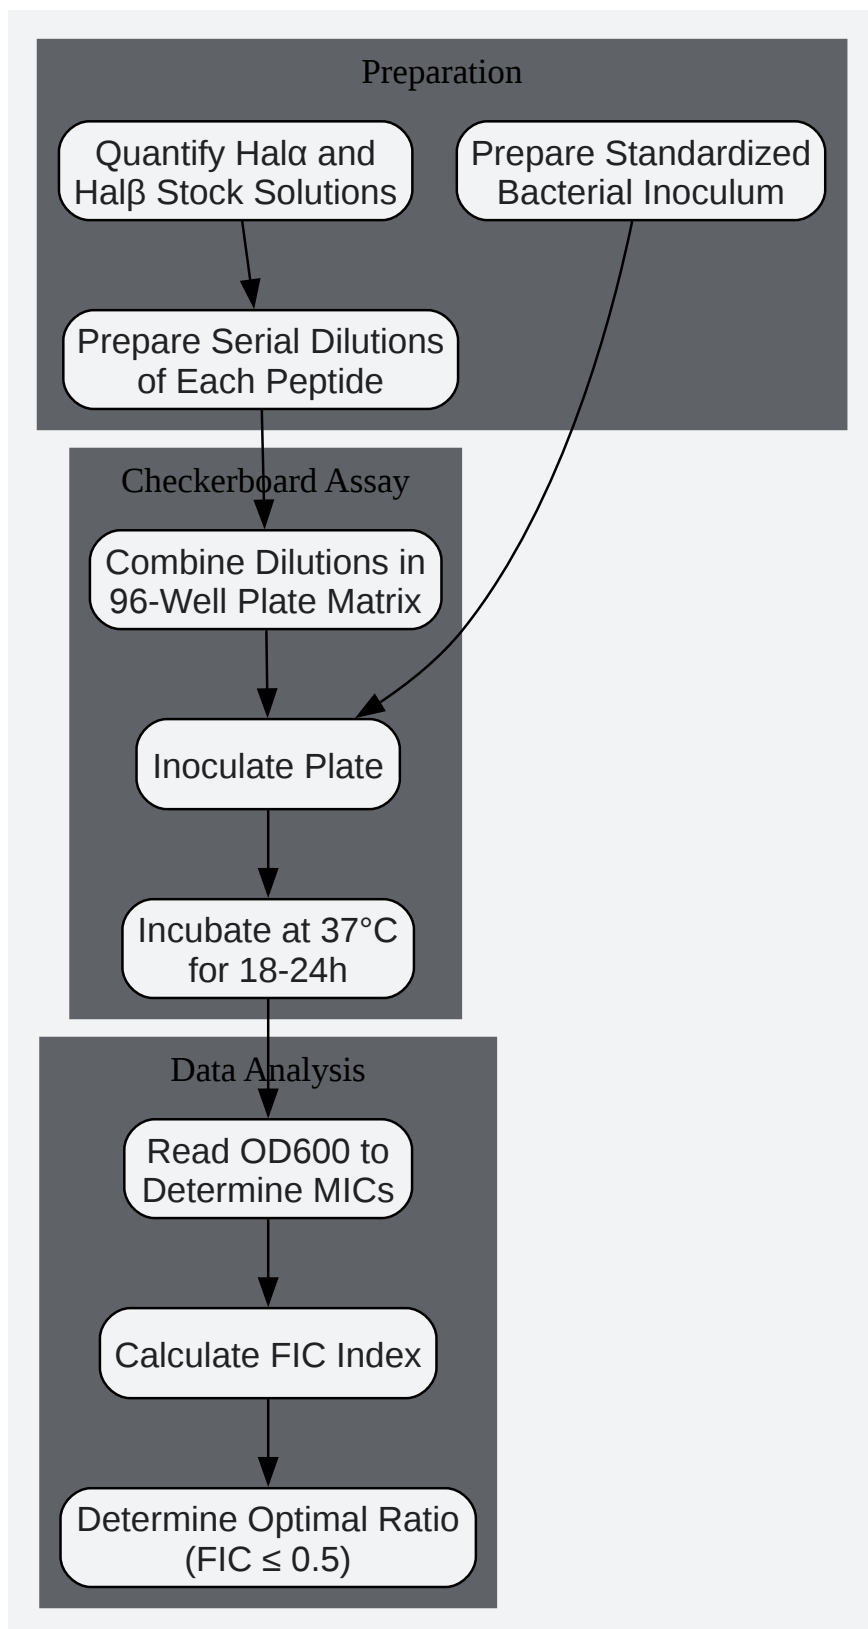 Preparation
Quantify Halα and
Halβ Stock Solutions
Prepare Standardized
Bacterial Inoculum
Prepare Serial Dilutions
of Each Peptide
Checkerboard Assay
Combine Dilutions in
96-Well Plate Matrix
Inoculate Plate
Incubate at 37°C
for 18-24h
Data Analysis
Read OD600 to
Determine MICs
Calculate FIC Index
Determine Optimal Ratio
(FIC ≤ 0.5)